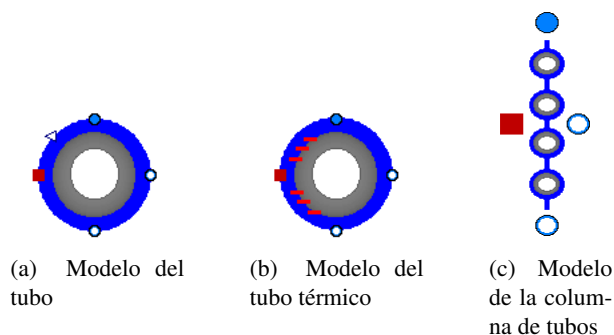 (a) Modelo del
tubo
(b) Modelo del
tubo térmico
(c) Modelo
de la colum-
na de tubos